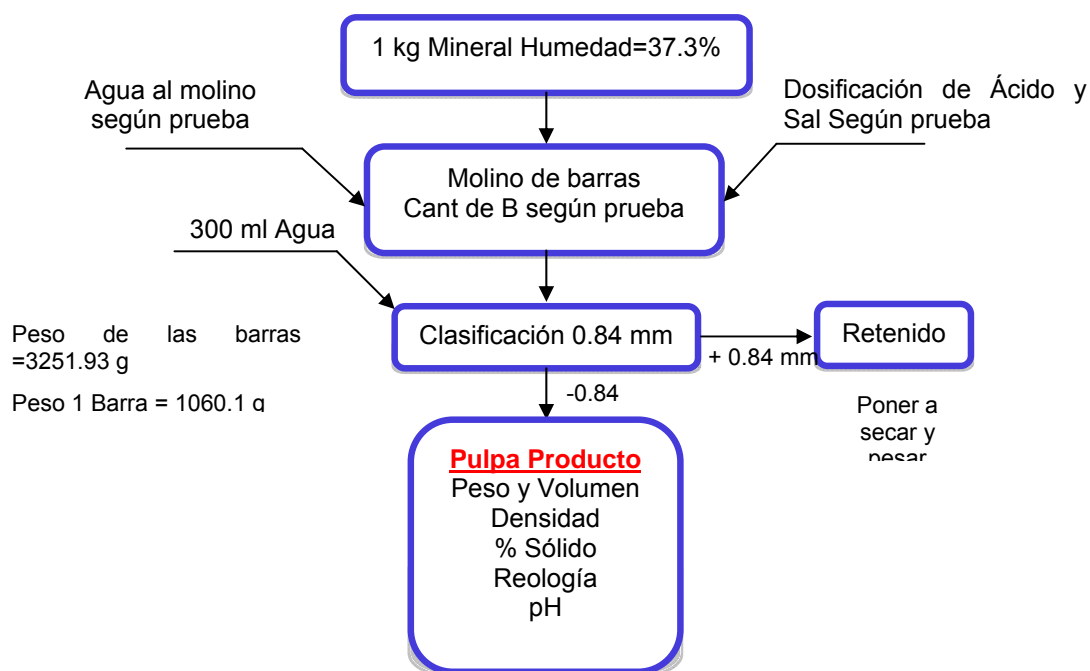 1 kg Mineral Humedad=37.3%
Agua al molino
según prueba
Dosificación de Ácido y
Sal Según prueba
Molino de barras
Cant de B según prueba
300 ml Agua
Peso de las barras
=3251.93 g
Peso 1 Barra = 1060.1 g
Clasificación 0.84 mm
+ 0.84 mm
Retenido
-0.84
Poner a
secar y
pesar
Pulpa Producto
Peso y Volumen
Densidad
% Sólido
Reología
pH